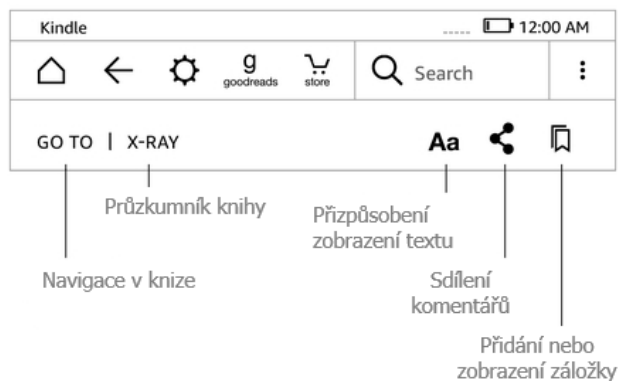 Kindle 12:00 AM
g
goodreads store Search
GO TO | X-RAY Aa
Průzkumník knihy
Přizpůsobení
zobrazení textu
Navigace v knize
Sdílení
komentářů
Přidání nebo
zobrazení záložky